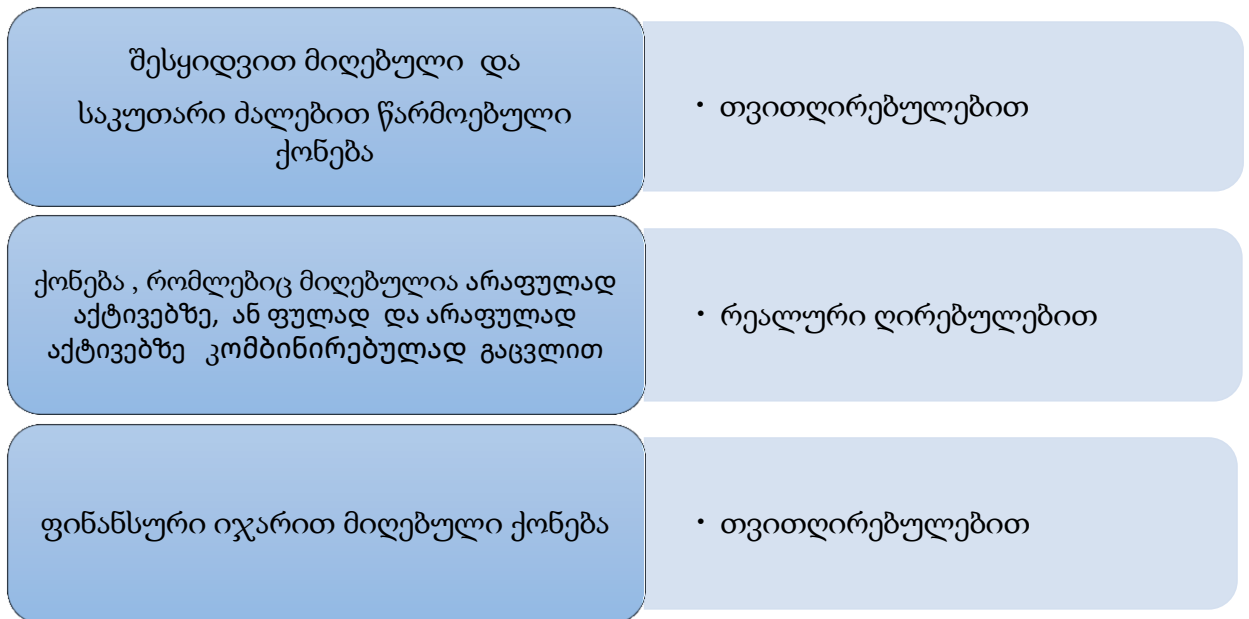 შესყიდვით მიღებული და
საკუთარი ძალებით წარმოებული
ქონება
• თვითღირებულებით
ქონება , რომლებიც მიღებულია არაფულად
აქტივებზე, ან ფულად და არაფულად
აქტივებზე კომბინირებულად გაცვლით
• რეალური ღირებულებით
ფინანსური იჯარით მიღებული ქონება
• თვითღირებულებით